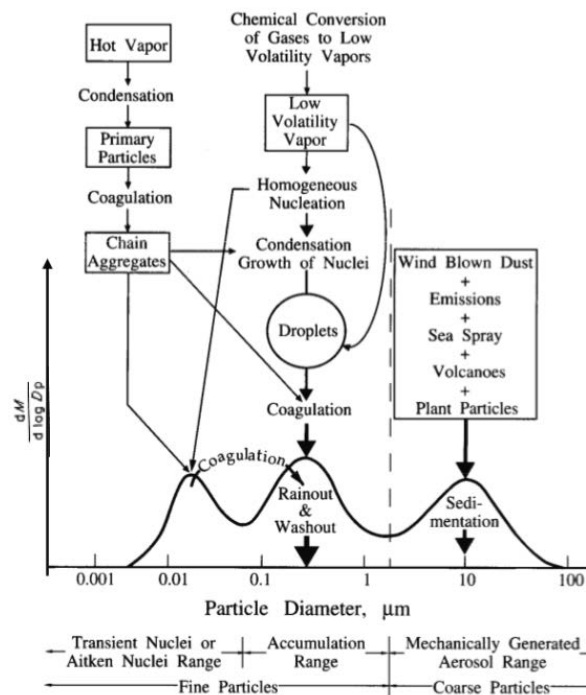 Hot Vapor
Condensation
Primary
Particles
Coagulation
Chain
Aggregates
Chemical Conversion
of Gases to Low
Volatility Vapors
Low
Volatility
Vapor
Homogeneous
Nucleation
Condensation
Growth of Nuclei
Droplets
Coagulation
Wind Blown Dust
+
Emissions
+
Sea Spray
+
Volcanoes
+
Plant Particles
dM
d log Dp
Coagulation
Rainout
&
Washout
Sedi-
mentation
0.001 0.01 0.1 1 10 100
Particle Diameter, μm
Transient Nuclei or
Aitken Nuclei Range
Accumulation
Range
Mechanically Generated
Aerosol Range
Fine Particles
Coarse Particles